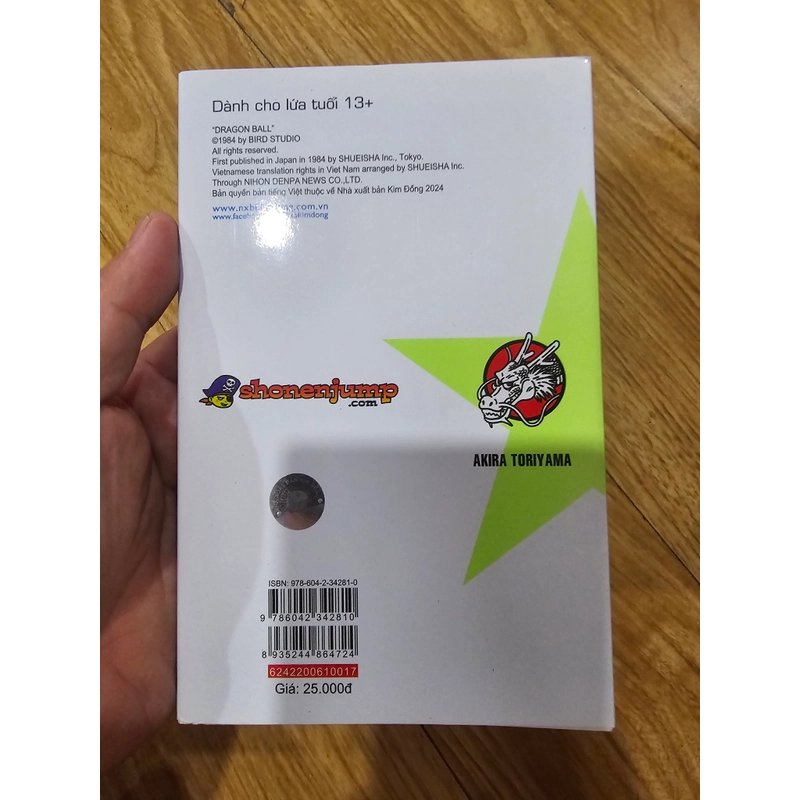 Dành cho lứa tuổi 13+
"DRAGON BALL"
©1984 by BIRD STUDIO
All rights reserved.
First published in Japan in 1984 by SHUEISHA Inc., Tokyo.
Vietnamese translation rights in Viet Nam arranged by SHUEISHA Inc.
Through NIHON DENPA NEWS CO.,LTD.
Bản quyền bản tiếng Việt thuộc về Nhà xuất bản Kim Đồng 2024
shonenjump
.com
AKIRA TORIYAMA
ISBN: 978-604-2-34281-0
9 786042 342810
8 935244 864724
6242200610017
Giá: 25.000đ